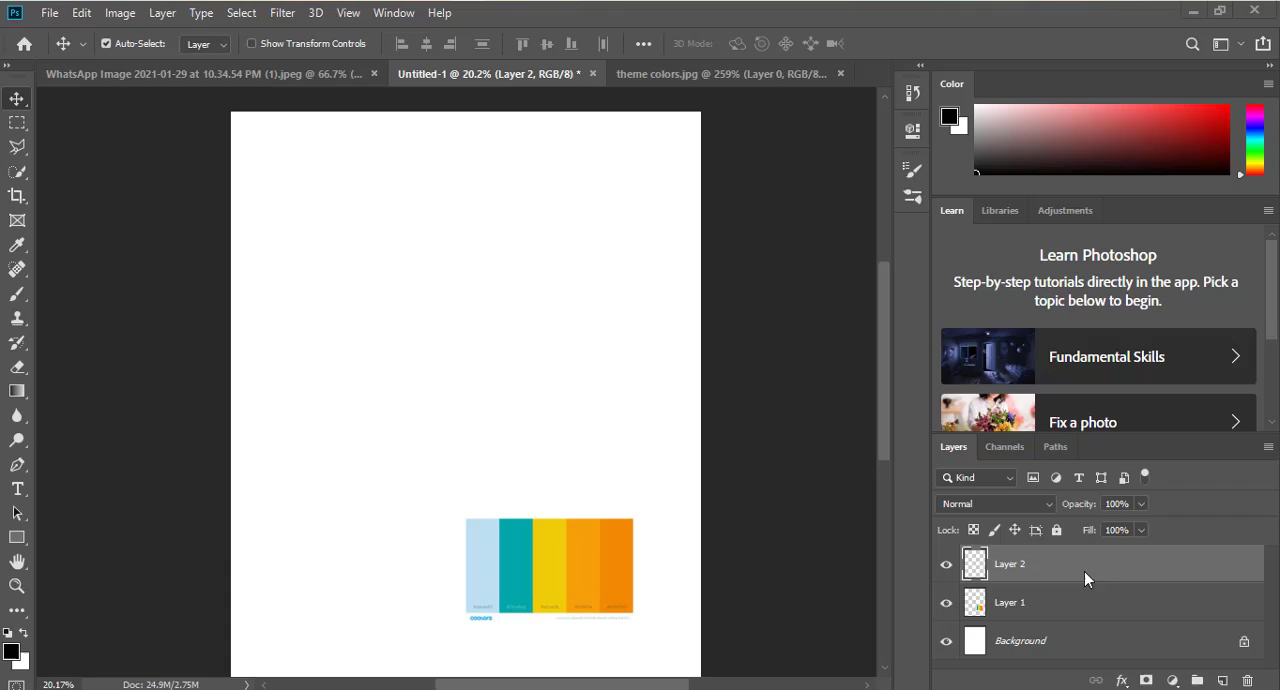 Ps File Edit Image Layer Type Select Filter 3D View Window Help
Auto-Select: Layer Show Transform Controls 3D Mode:
WhatsApp Image 2021-01-29 at 10.34.54 PM (1).jpeg @ 66.7% (... Untitled-1 @ 20.2% (Layer 2, RGB/8) * theme colors.jpg @ 259% (Layer 0, RGB/8...
Color
Learn Libraries Adjustments
Learn Photoshop
Step-by-step tutorials directly in the app. Pick a
topic below to begin.
Fundamental Skills
Fix a photo
Layers Channels Paths
Kind
Normal Opacity: 100%
Lock: Fill: 100%
Layer 2
Layer 1
Background
coolors
20.17% Doc: 24.9M/2.75M